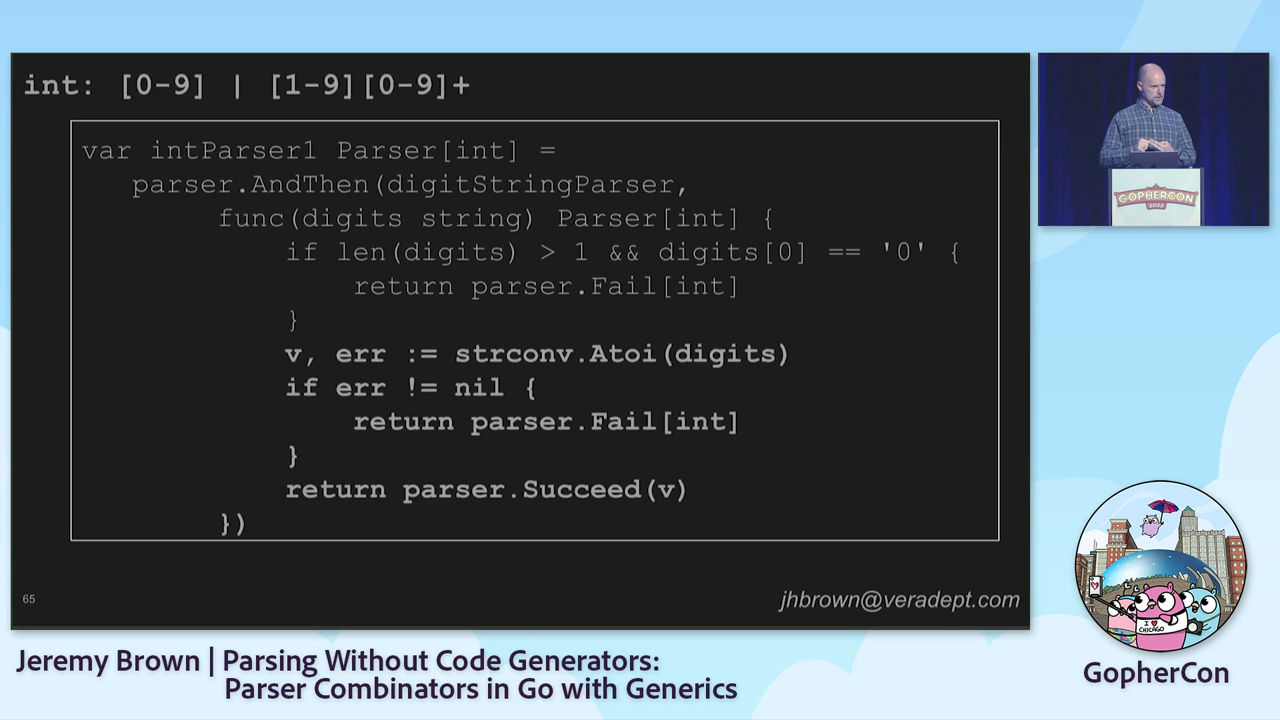 int: [0-9] | [1-9][0-9]+
var intParser1 Parser[int] =
parser.AndThen(digitStringParser,
func(digits string) Parser[int] {
if len(digits) > 1 && digits[0] == '0' {
return parser.Fail[int]
}
v, err := strconv.Atoi(digits)
if err != nil {
return parser.Fail[int]
}
return parser.Succeed(v)
})
65
jhbrown@veradept.com
GOPHERCON
2022
I ♥
CHICAGO
Jeremy Brown | Parsing Without Code Generators:
Parser Combinators in Go with Generics
GopherCon